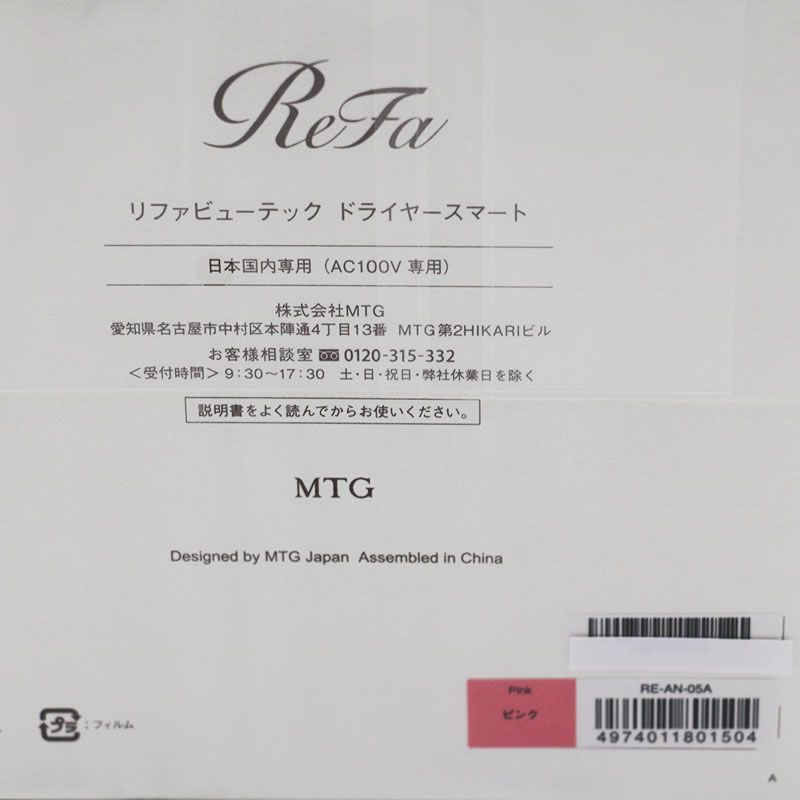 ReFa
リファビューテック ドライヤースマート
日本国内専用（AC100V 専用）
株式会社MTG
愛知県名古屋市中村区本陣通4丁目13番 MTG第2HIKARIビル
お客様相談室 0120-315-332
＜受付時間＞9:30〜17:30 土・日・祝日・弊社休業日を除く
説明書をよく読んでからお使いください。
MTG
Designed by MTG Japan Assembled in China
Pink
ピンク
RE-AN-05A
4974011801504
プラ：フィルム
A